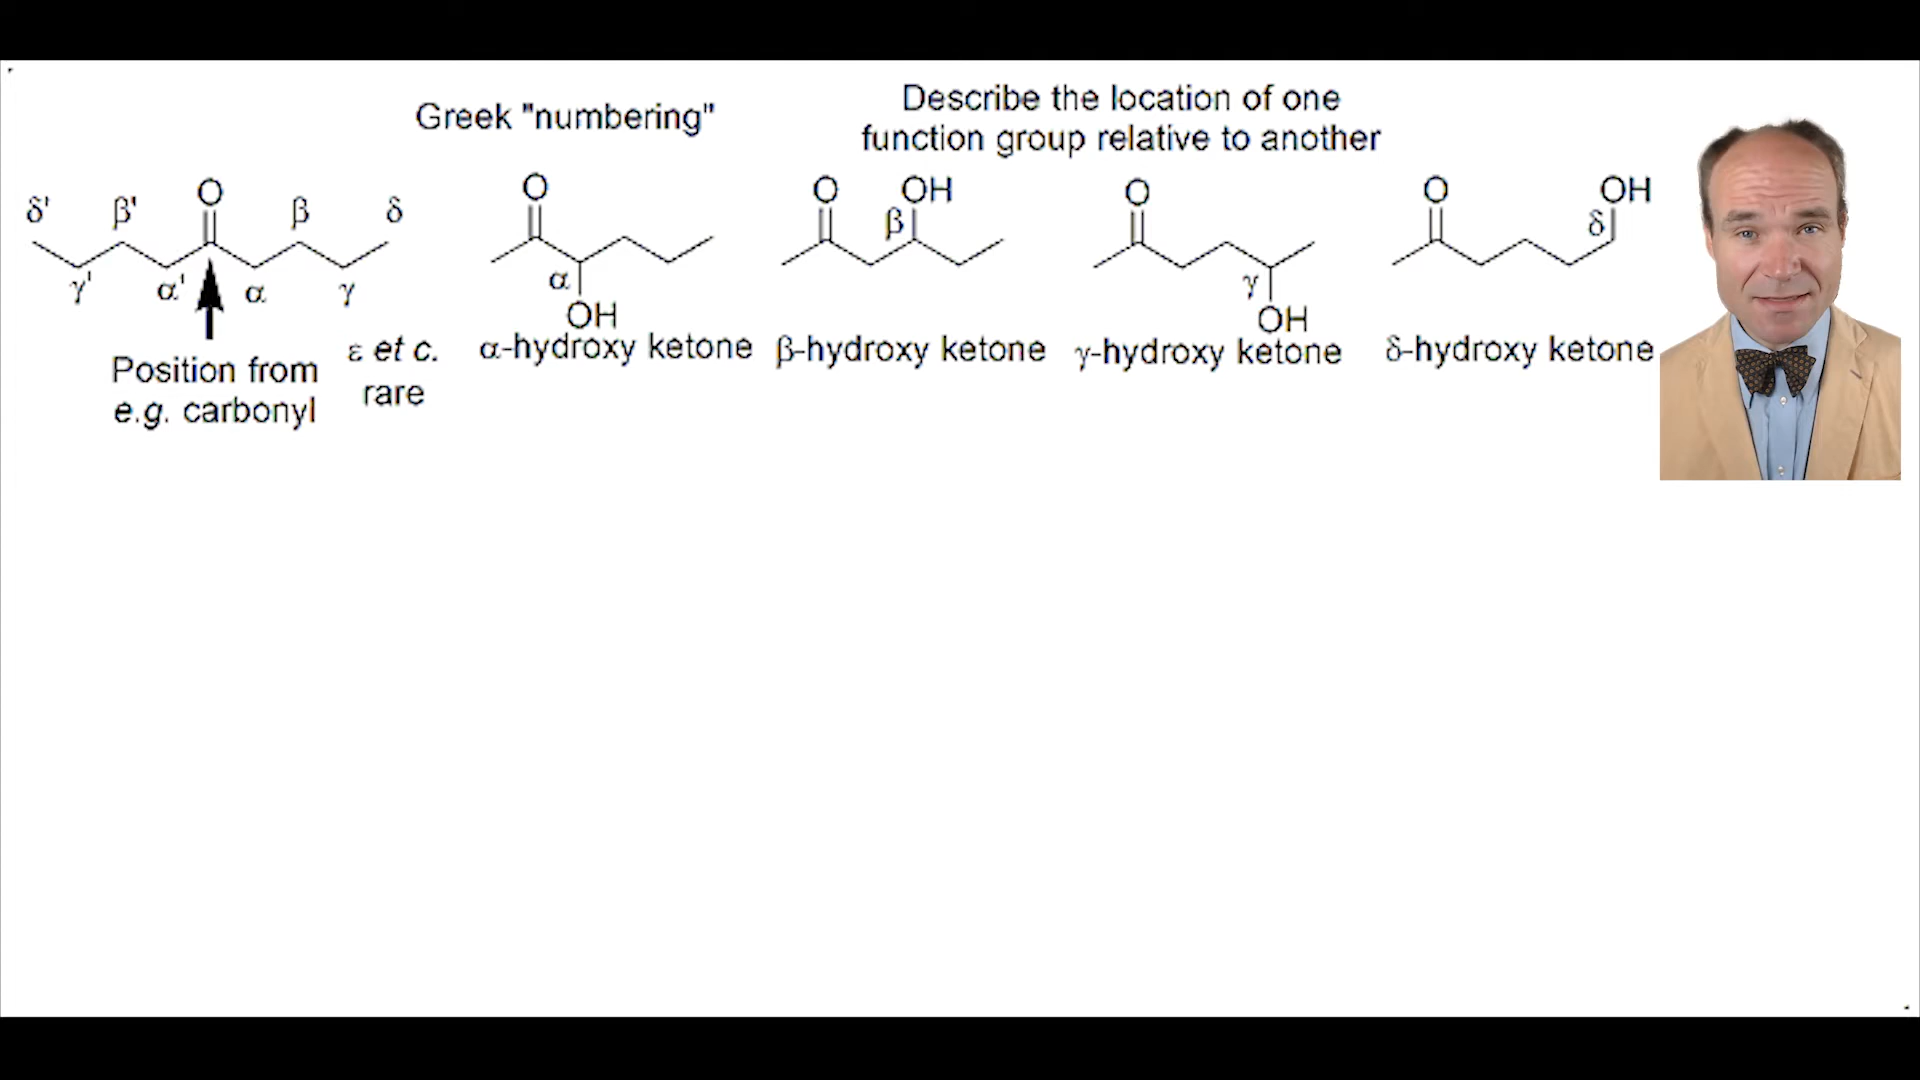 Greek "numbering"
Describe the location of one
function group relative to another
δ'
β'
O
β
δ
γ'
α'
α
γ
Position from
e.g. carbonyl
ε et c.
rare
O
α
OH
α-hydroxy ketone
O
OH
β
β-hydroxy ketone
O
γ
OH
γ-hydroxy ketone
O
OH
δ
δ-hydroxy ketone